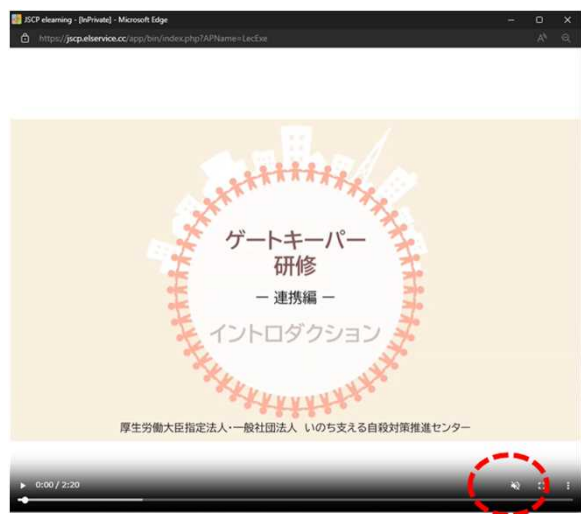 JSCP elearning - [InPrivate] - Microsoft Edge
https://jscp.elservice.cc/app/bin/index.php?APName=LecExe
ゲートキーパー
研修
― 連携編 ―
イントロダクション
厚生労働大臣指定法人・一般社団法人 いのち支える自殺対策推進センター
0:00 / 2:20